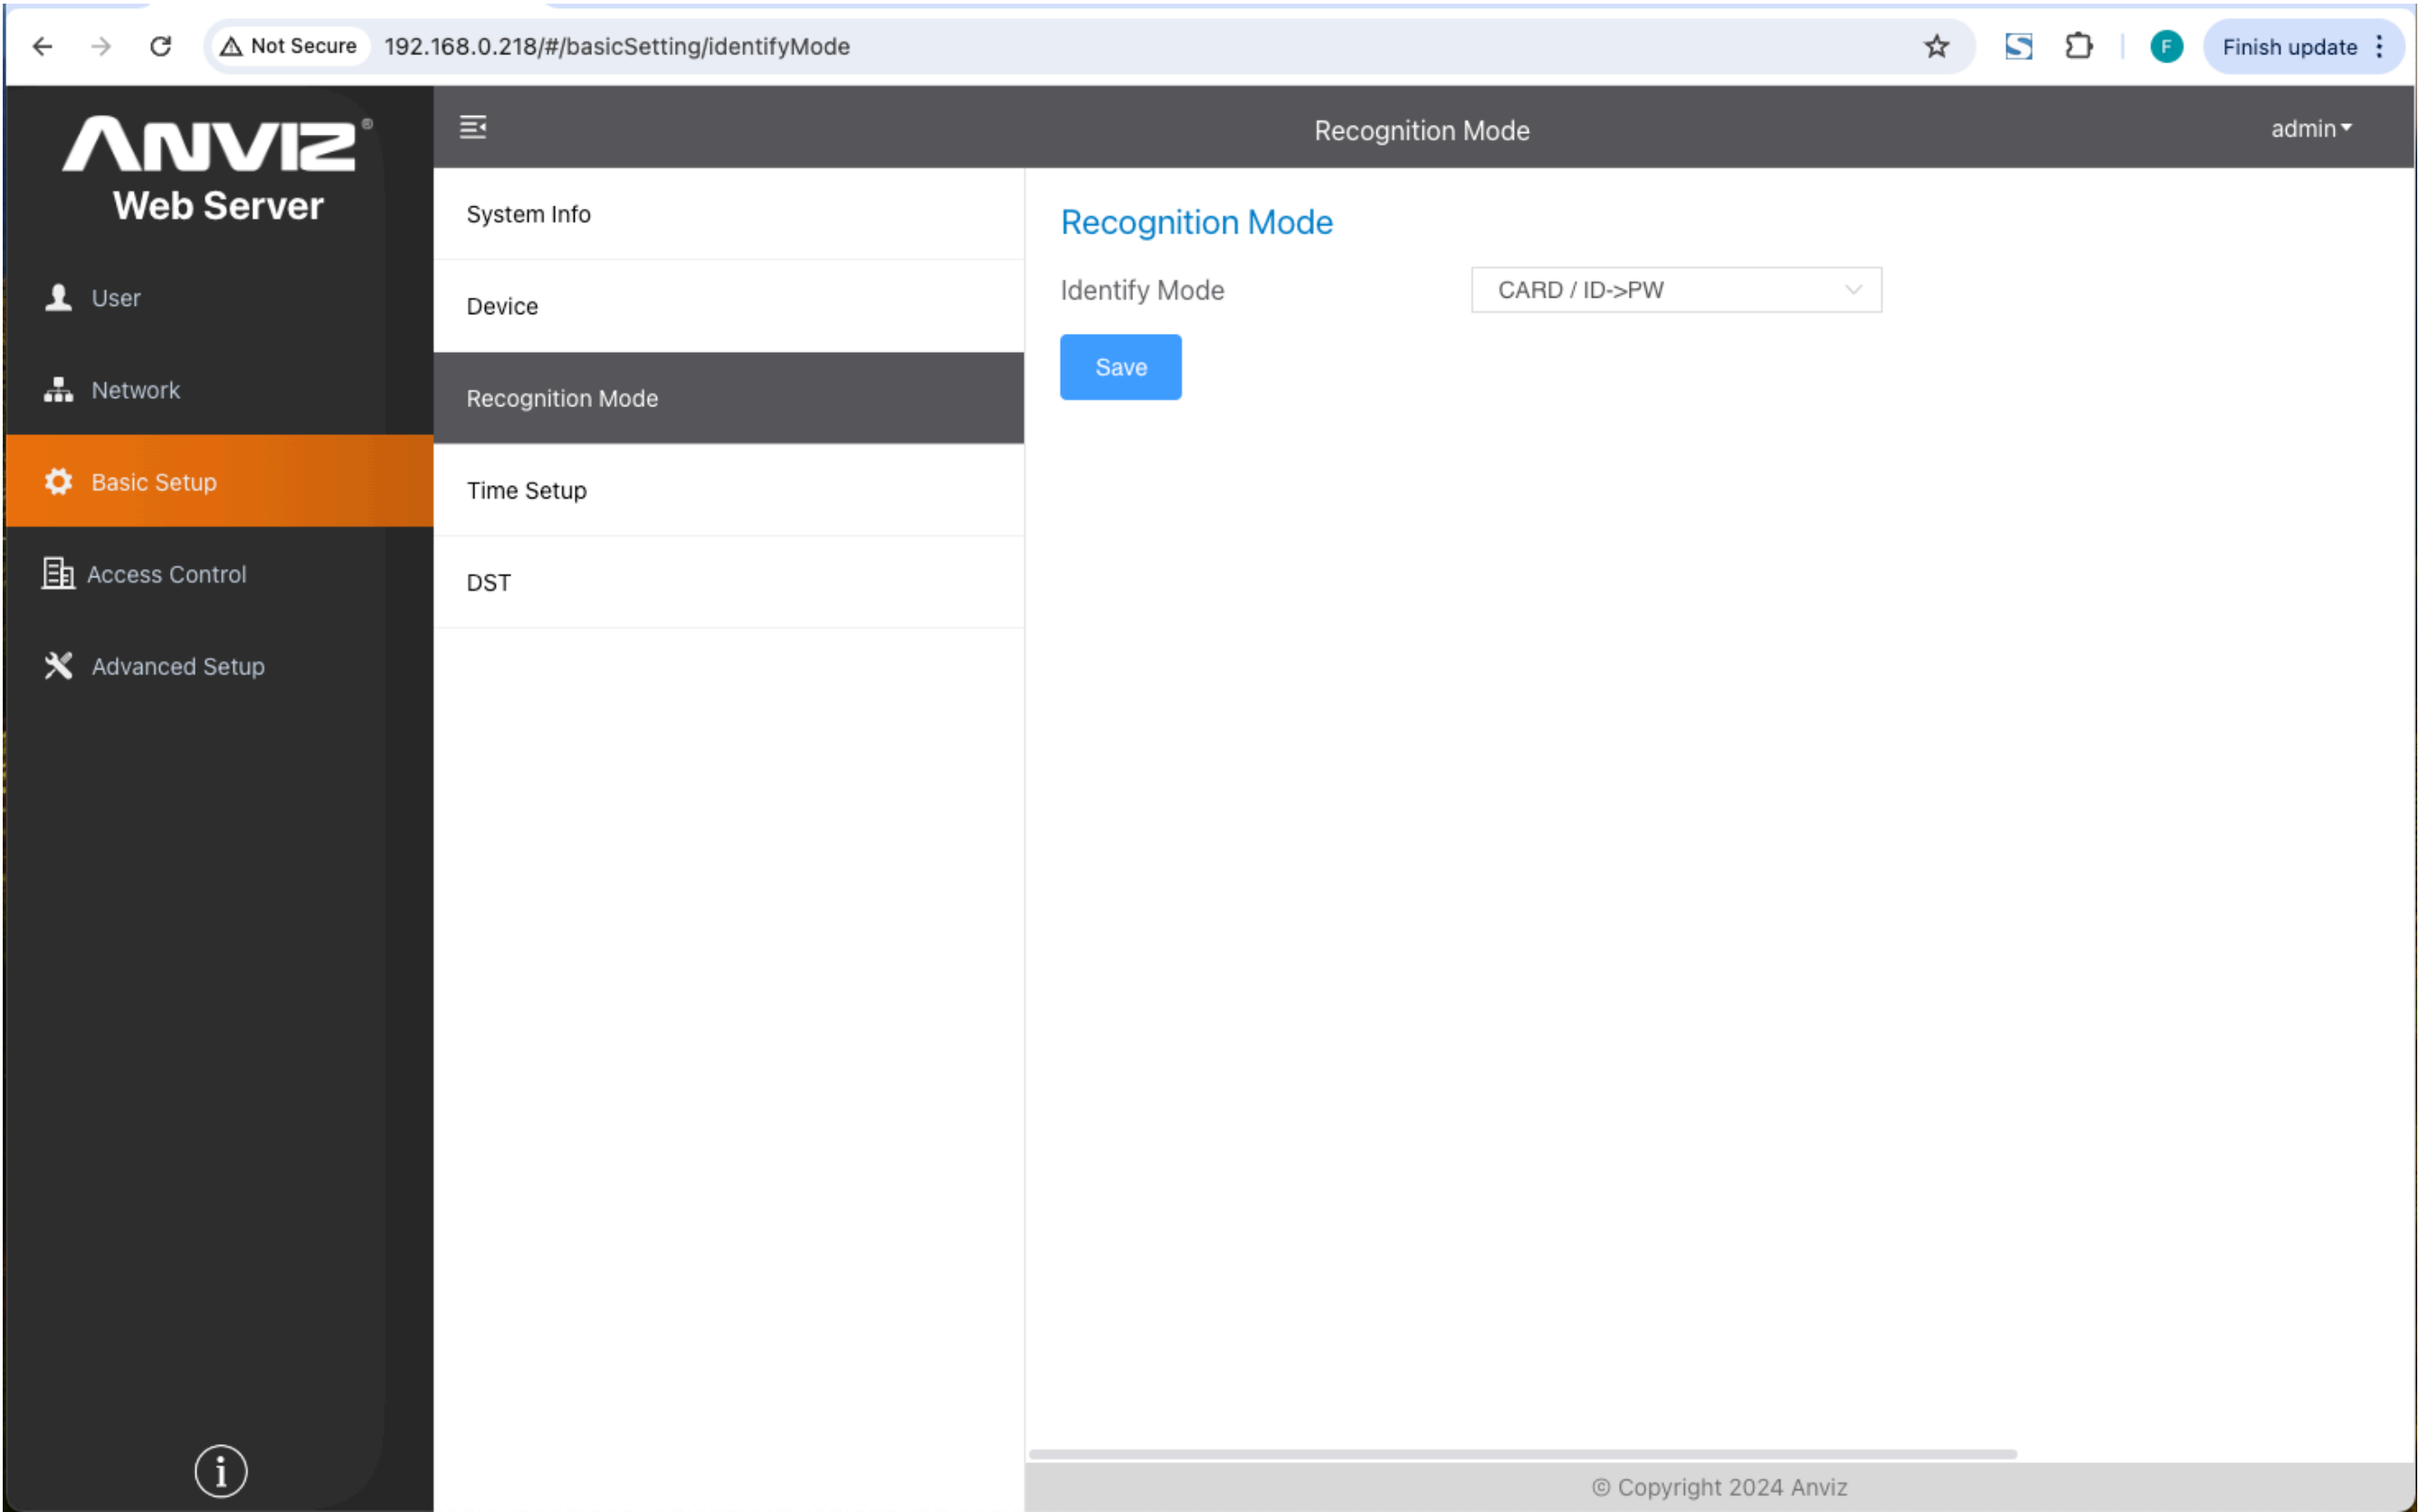 Not Secure 192.168.0.218/#/basicSetting/identifyMode F Finish update
ANVIZ®
Web Server
User
Network
Basic Setup
Access Control
Advanced Setup
Recognition Mode admin
System Info
Device
Recognition Mode
Time Setup
DST
Recognition Mode
Identify Mode CARD / ID->PW
Save
© Copyright 2024 Anviz